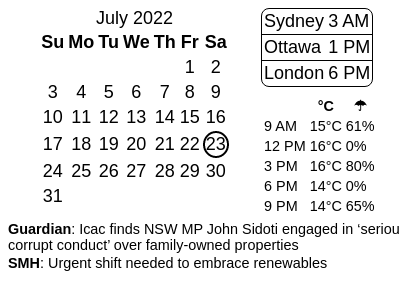 July 2022
Su Mo Tu We Th Fr Sa
1 2
3 4 5 6 7 8 9
10 11 12 13 14 15 16
17 18 19 20 21 22 23
24 25 26 27 28 29 30
31
Sydney 3 AM
Ottawa 1 PM
London 6 PM
°C ☂
9 AM 15°C 61%
12 PM 16°C 0%
3 PM 16°C 80%
6 PM 14°C 0%
9 PM 14°C 65%
Guardian: Icac finds NSW MP John Sidoti engaged in ‘seriou
corrupt conduct’ over family-owned properties
SMH: Urgent shift needed to embrace renewables